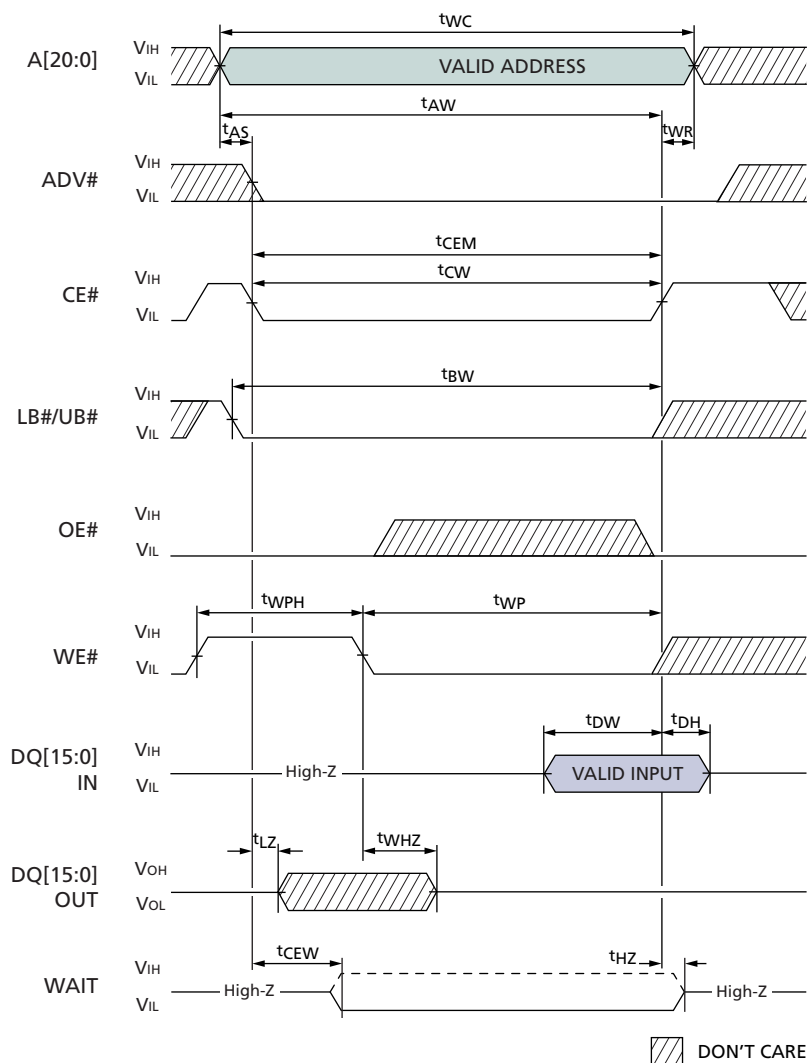 tWC
A[20:0] VIH VIL VALID ADDRESS
tAW
tAS tWR
ADV# VIH VIL
tCEM
tCW
CE# VIH VIL
tBW
LB#/UB# VIH VIL
OE# VIH VIL
tWPH tWP
WE# VIH VIL
tDW tDH
DQ[15:0] IN VIH VIL High-Z VALID INPUT
tLZ tWHZ
DQ[15:0] OUT VOH VOL
tCEW tHZ
WAIT VIH VIL High-Z High-Z
DON'T CARE